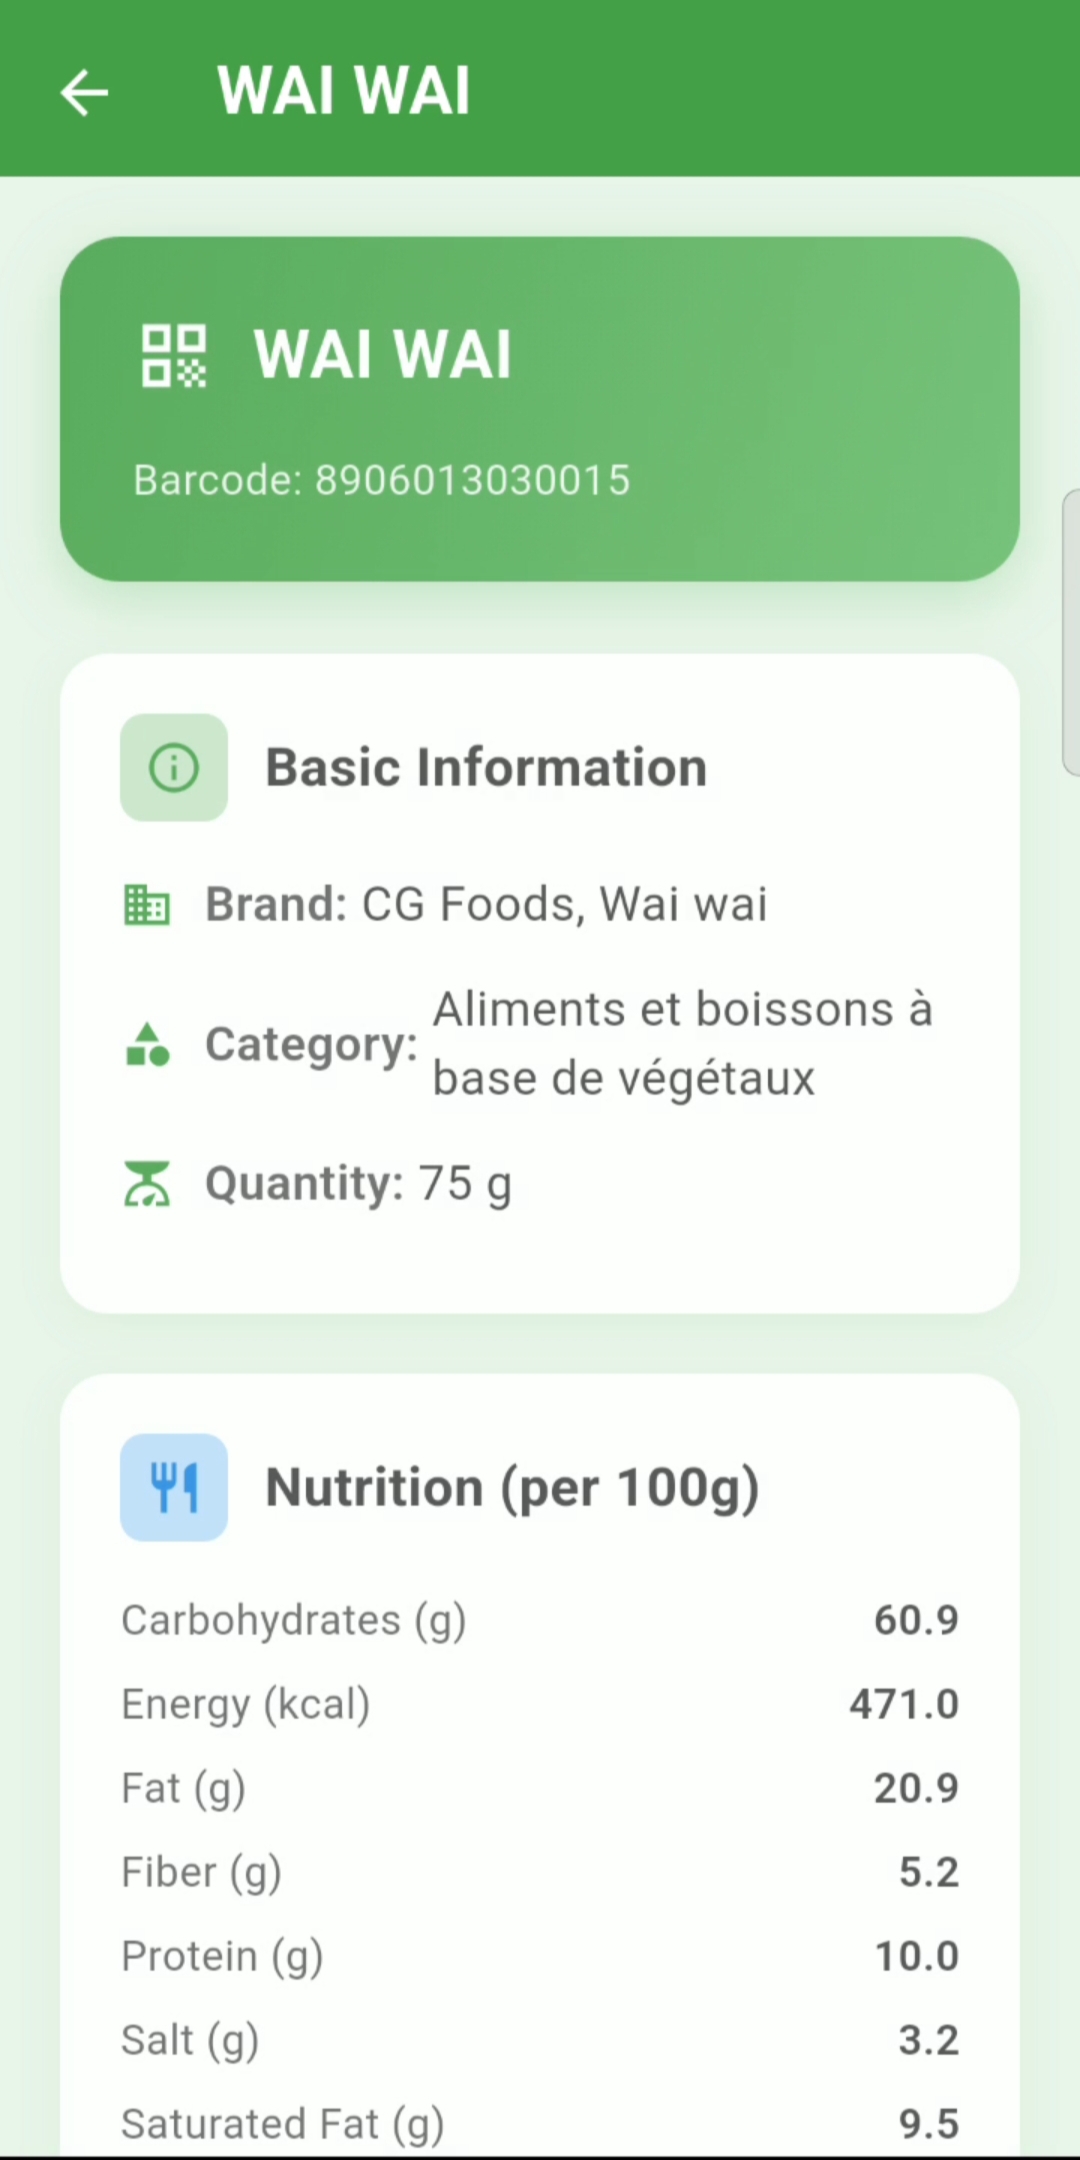 WAI WAI
WAI WAI
Barcode: 8906013030015
Basic Information
Brand: CG Foods, Wai wai
Category: Aliments et boissons à
base de végétaux
Quantity: 75 g
Nutrition (per 100g)
Carbohydrates (g) 60.9
Energy (kcal) 471.0
Fat (g) 20.9
Fiber (g) 5.2
Protein (g) 10.0
Salt (g) 3.2
Saturated Fat (g) 9.5